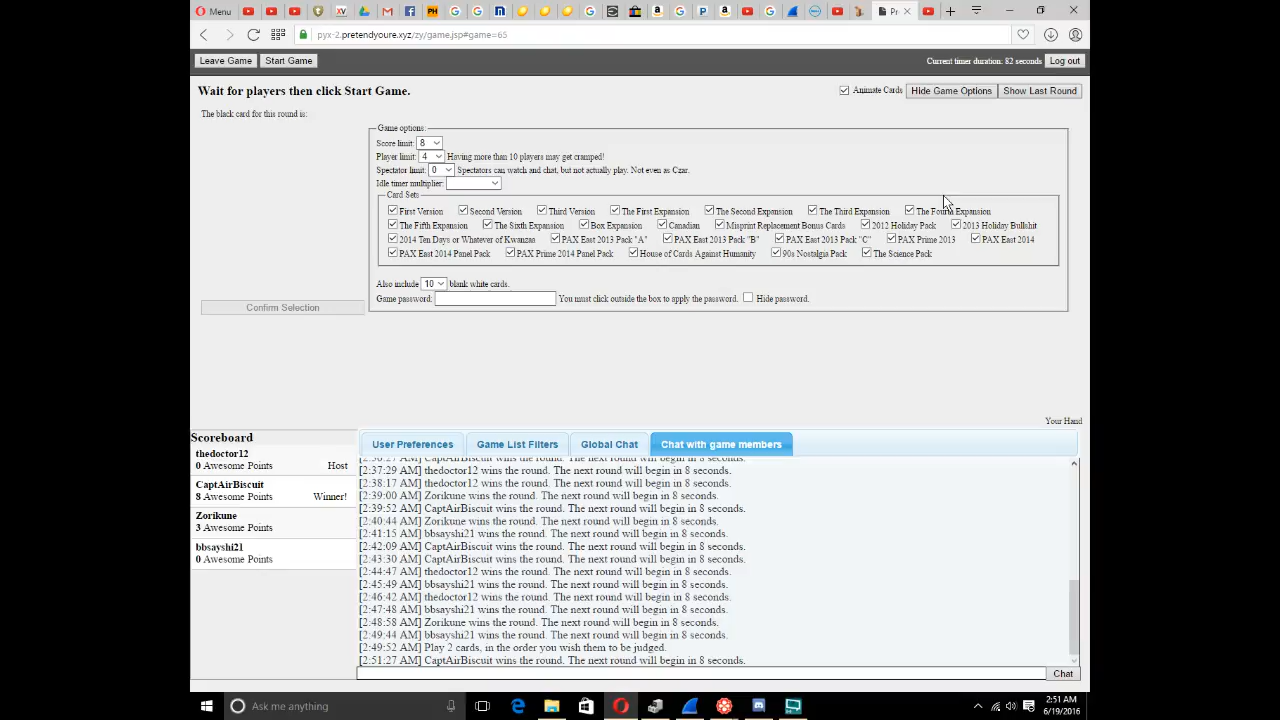 Menu
Pr
pyx-2.pretendyoure.xyz/zy/game.jsp#game=65
Leave Game
Start Game
Current timer duration: 82 seconds
Log out
Wait for players then click Start Game.
Animate Cards
Hide Game Options
Show Last Round
The black card for this round is:
Game options:
Score limit: 8
Player limit: 4 Having more than 10 players may get cramped!
Spectator limit: 0 Spectators can watch and chat, but not actually play. Not even as Czar.
Idle timer multiplier:
Card Sets
First Version Second Version Third Version The First Expansion The Second Expansion The Third Expansion The Fourth Expansion
The Fifth Expansion The Sixth Expansion Box Expansion Canadian Misprint Replacement Bonus Cards 2012 Holiday Pack 2013 Holiday Bullshit
2014 Ten Days or Whatever of Kwanzaa PAX East 2013 Pack "A" PAX East 2013 Pack "B" PAX East 2013 Pack "C" PAX Prime 2013 PAX East 2014
PAX East 2014 Panel Pack PAX Prime 2014 Panel Pack House of Cards Against Humanity 90s Nostalgia Pack The Science Pack
Also include 10 blank white cards.
Game password: You must click outside the box to apply the password. Hide password.
Confirm Selection
Your Hand
Scoreboard
thedoctor12
0 Awesome Points Host
CaptAirBiscuit
8 Awesome Points Winner!
Zorikune
3 Awesome Points
bbsayshi21
0 Awesome Points
User Preferences
Game List Filters
Global Chat
Chat with game members
[2:36:27 AM] CaptAirBiscuit wins the round. The next round will begin in 8 seconds.
[2:37:29 AM] thedoctor12 wins the round. The next round will begin in 8 seconds.
[2:38:17 AM] thedoctor12 wins the round. The next round will begin in 8 seconds.
[2:39:00 AM] Zorikune wins the round. The next round will begin in 8 seconds.
[2:39:52 AM] CaptAirBiscuit wins the round. The next round will begin in 8 seconds.
[2:40:44 AM] Zorikune wins the round. The next round will begin in 8 seconds.
[2:41:15 AM] bbsayshi21 wins the round. The next round will begin in 8 seconds.
[2:42:09 AM] CaptAirBiscuit wins the round. The next round will begin in 8 seconds.
[2:43:30 AM] CaptAirBiscuit wins the round. The next round will begin in 8 seconds.
[2:44:47 AM] thedoctor12 wins the round. The next round will begin in 8 seconds.
[2:45:49 AM] bbsayshi21 wins the round. The next round will begin in 8 seconds.
[2:46:42 AM] thedoctor12 wins the round. The next round will begin in 8 seconds.
[2:47:48 AM] bbsayshi21 wins the round. The next round will begin in 8 seconds.
[2:48:58 AM] Zorikune wins the round. The next round will begin in 8 seconds.
[2:49:44 AM] bbsayshi21 wins the round. The next round will begin in 8 seconds.
[2:49:52 AM] Play 2 cards, in the order you wish them to be judged.
[2:51:27 AM] CaptAirBiscuit wins the round. The next round will begin in 8 seconds.
Chat
Ask me anything
2:51 AM
6/19/2016